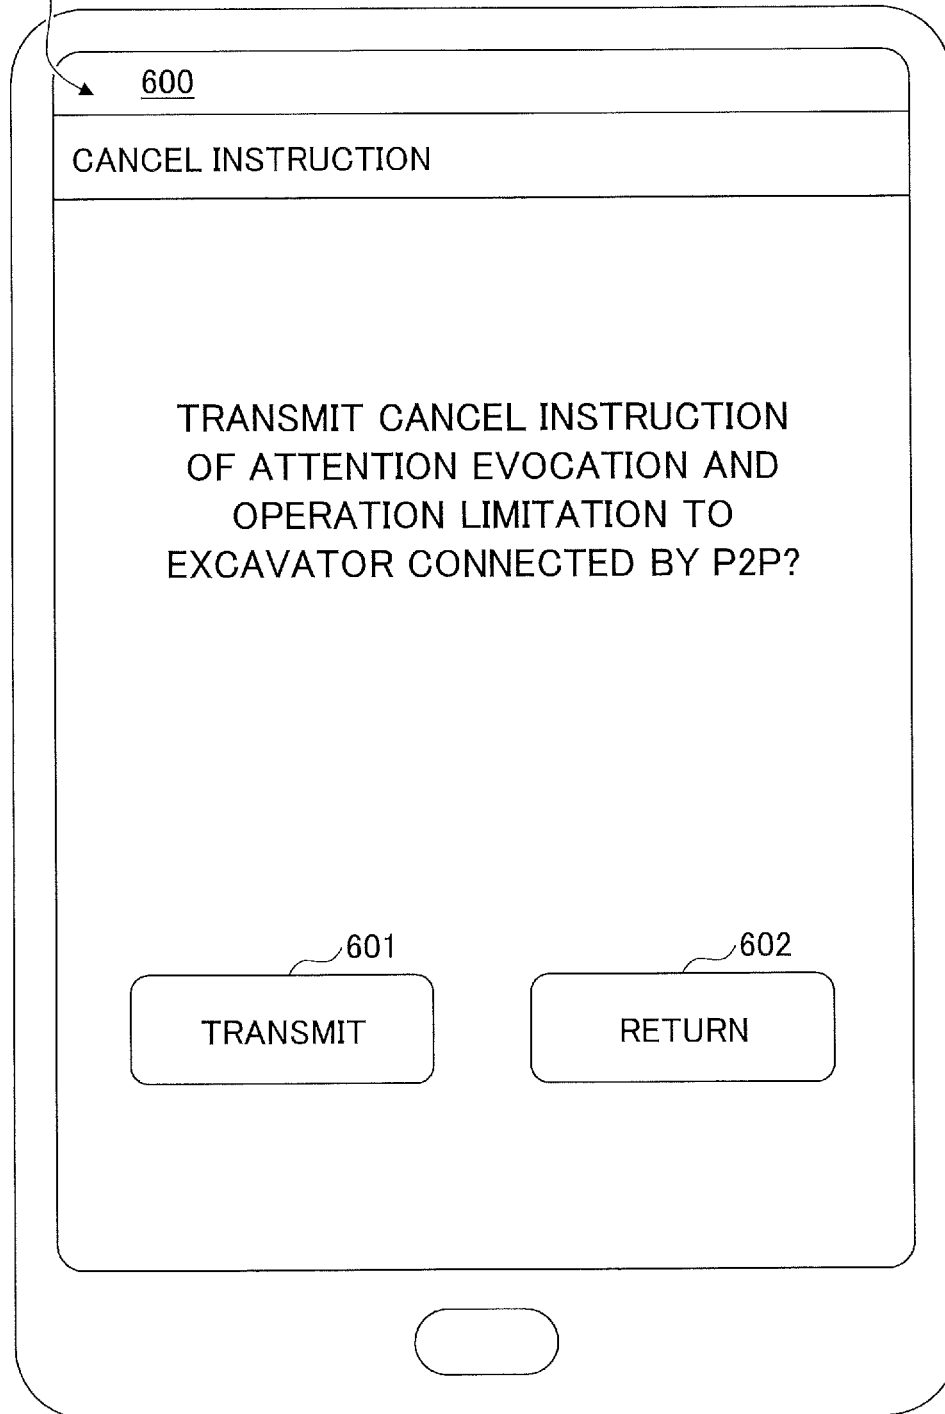 600
CANCEL INSTRUCTION
TRANSMIT CANCEL INSTRUCTION
OF ATTENTION EVOCATION AND
OPERATION LIMITATION TO
EXCAVATOR CONNECTED BY P2P?
601
602
TRANSMIT
RETURN